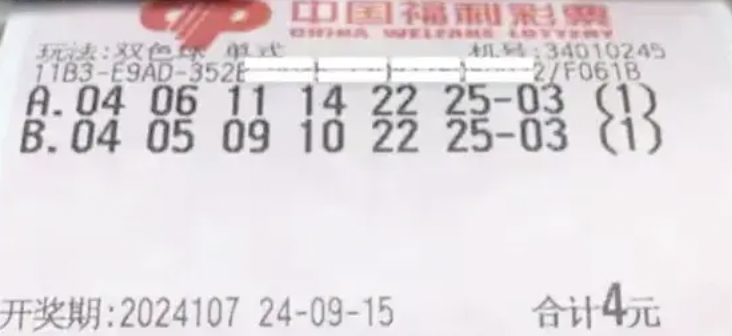 中国福利彩票
CHINA WELFARE LOTTERY
玩法:双色球 单式 机号:34010245
11B3-E9AD-352E 2/F061B
A.04 06 11 14 22 25-03 (1)
B.04 05 09 10 22 25-03 (1)
开奖期:2024107 24-09-15 合计4元